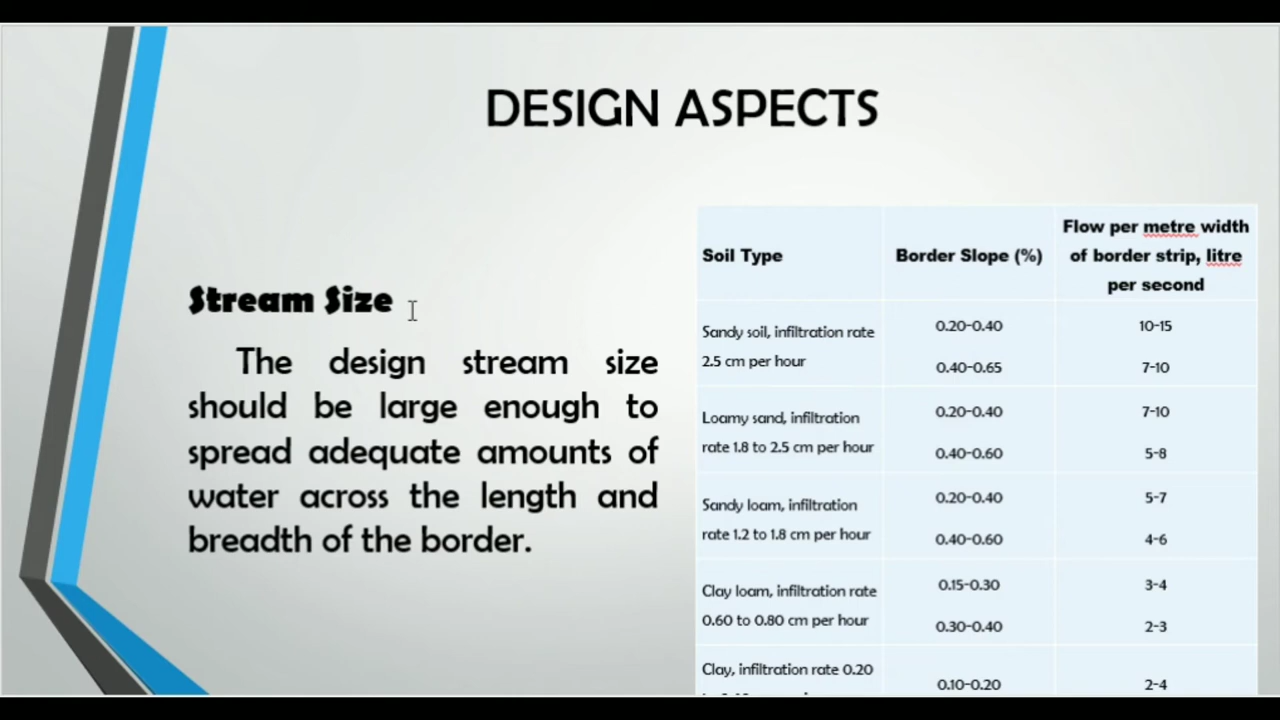 DESIGN ASPECTS
Stream Size
The design stream size
should be large enough to
spread adequate amounts of
water across the length and
breadth of the border.
Soil Type
Border Slope (%)
Flow per metre width
of border strip, litre
per second
Sandy soil, infiltration rate
2.5 cm per hour
0.20-0.40
10-15
0.40-0.65
7-10
Loamy sand, infiltration
rate 1.8 to 2.5 cm per hour
0.20-0.40
7-10
0.40-0.60
5-8
Sandy loam, infiltration
rate 1.2 to 1.8 cm per hour
0.20-0.40
5-7
0.40-0.60
4-6
Clay loam, infiltration rate
0.60 to 0.80 cm per hour
0.15-0.30
3-4
0.30-0.40
2-3
Clay, infiltration rate 0.20
0.10-0.20
2-4